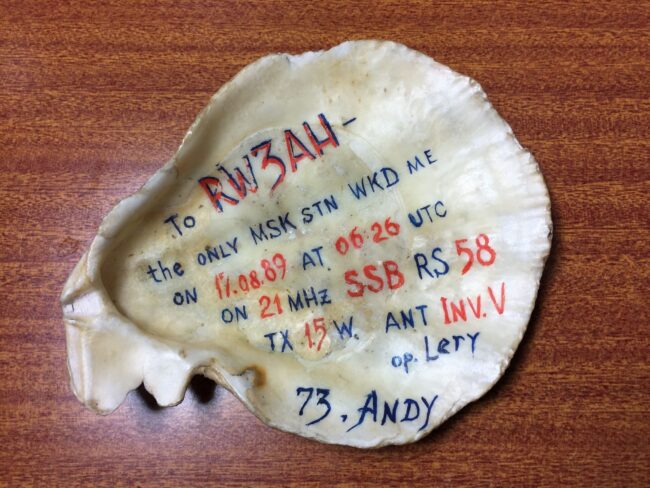 To RW3AH-
the ONLY MSK STN WKD ME
ON 17.08.89 AT. 06.26 UTC
ON 21 MHz SSB RS 58
TX 15 W. ANT INV.V
op. Lery
73, ANDY